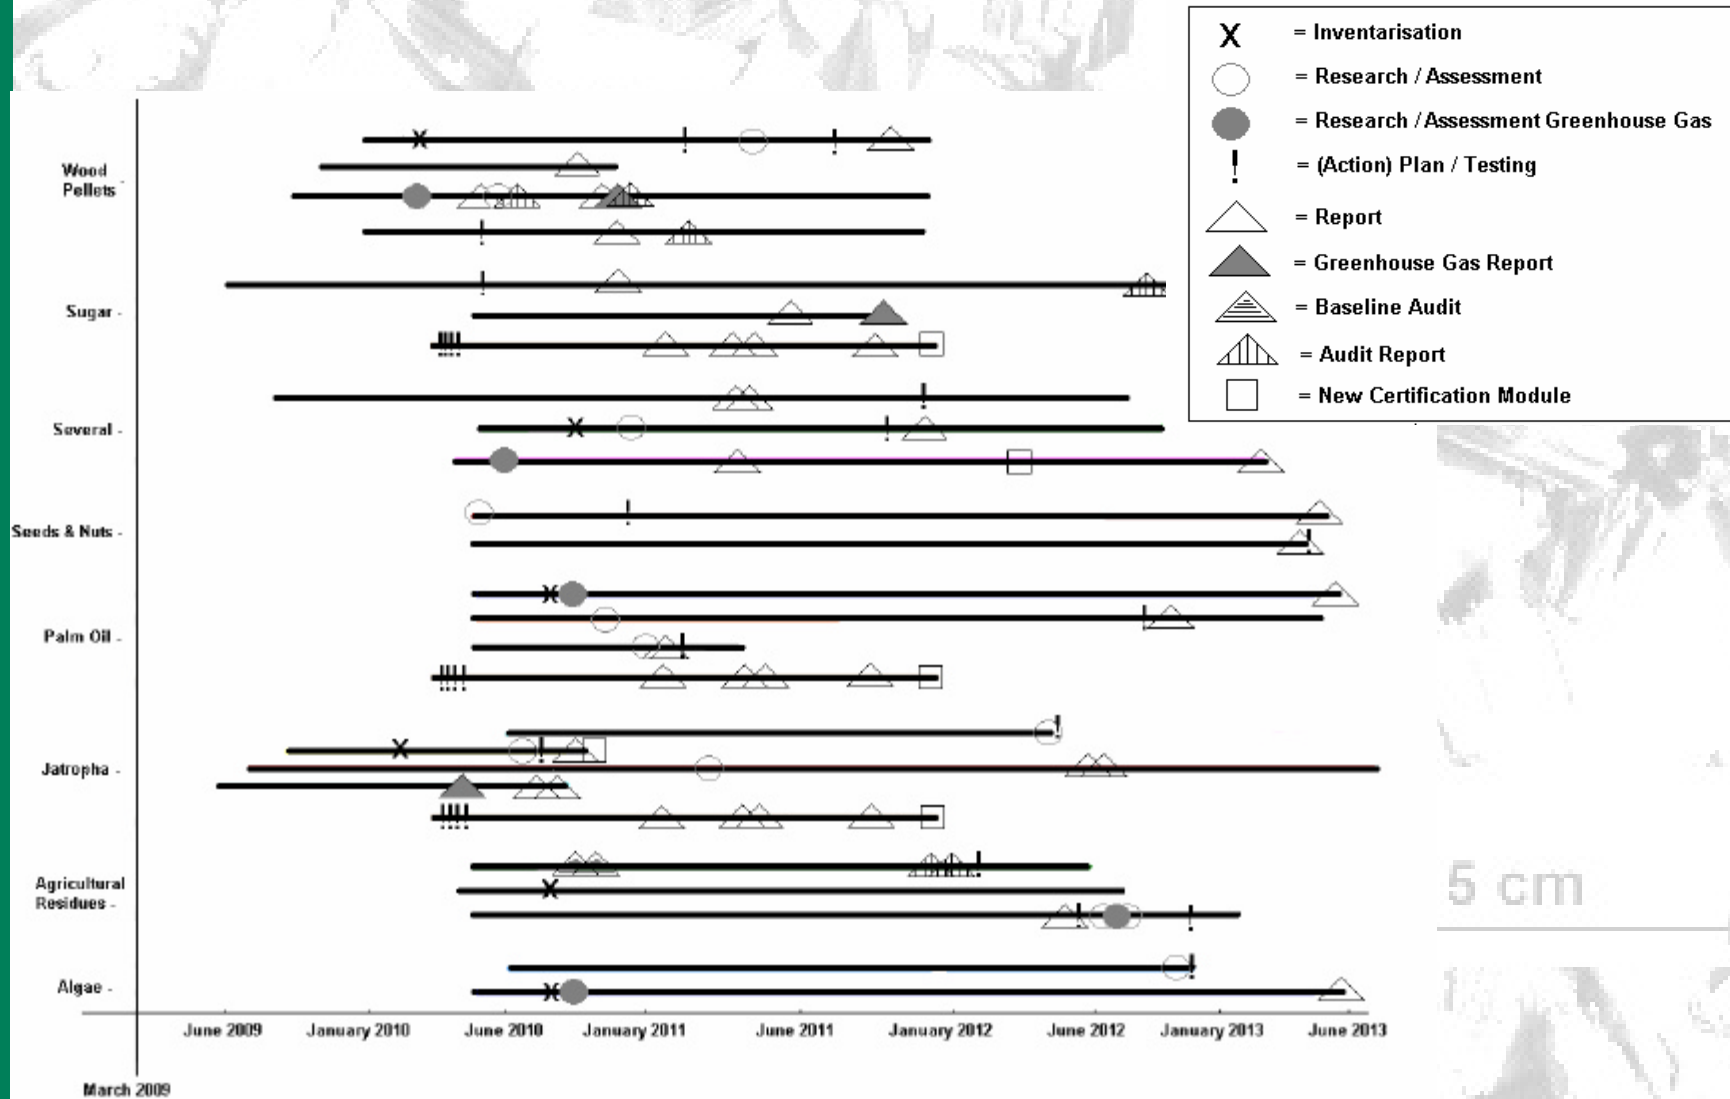 X = Inventarisation
= Research / Assessment
= Research / Assessment Greenhouse Gas
! = (Action) Plan / Testing
= Report
= Greenhouse Gas Report
= Baseline Audit
= Audit Report
= New Certification Module
Wood
Pellets -
Sugar -
Several -
Seeds & Nuts -
Palm Oil -
Jatropha -
Agricultural
Residues -
Algae -
June 2009 January 2010 June 2010 January 2011 June 2011 January 2012 June 2012 January 2013 June 2013
March 2009
5 cm